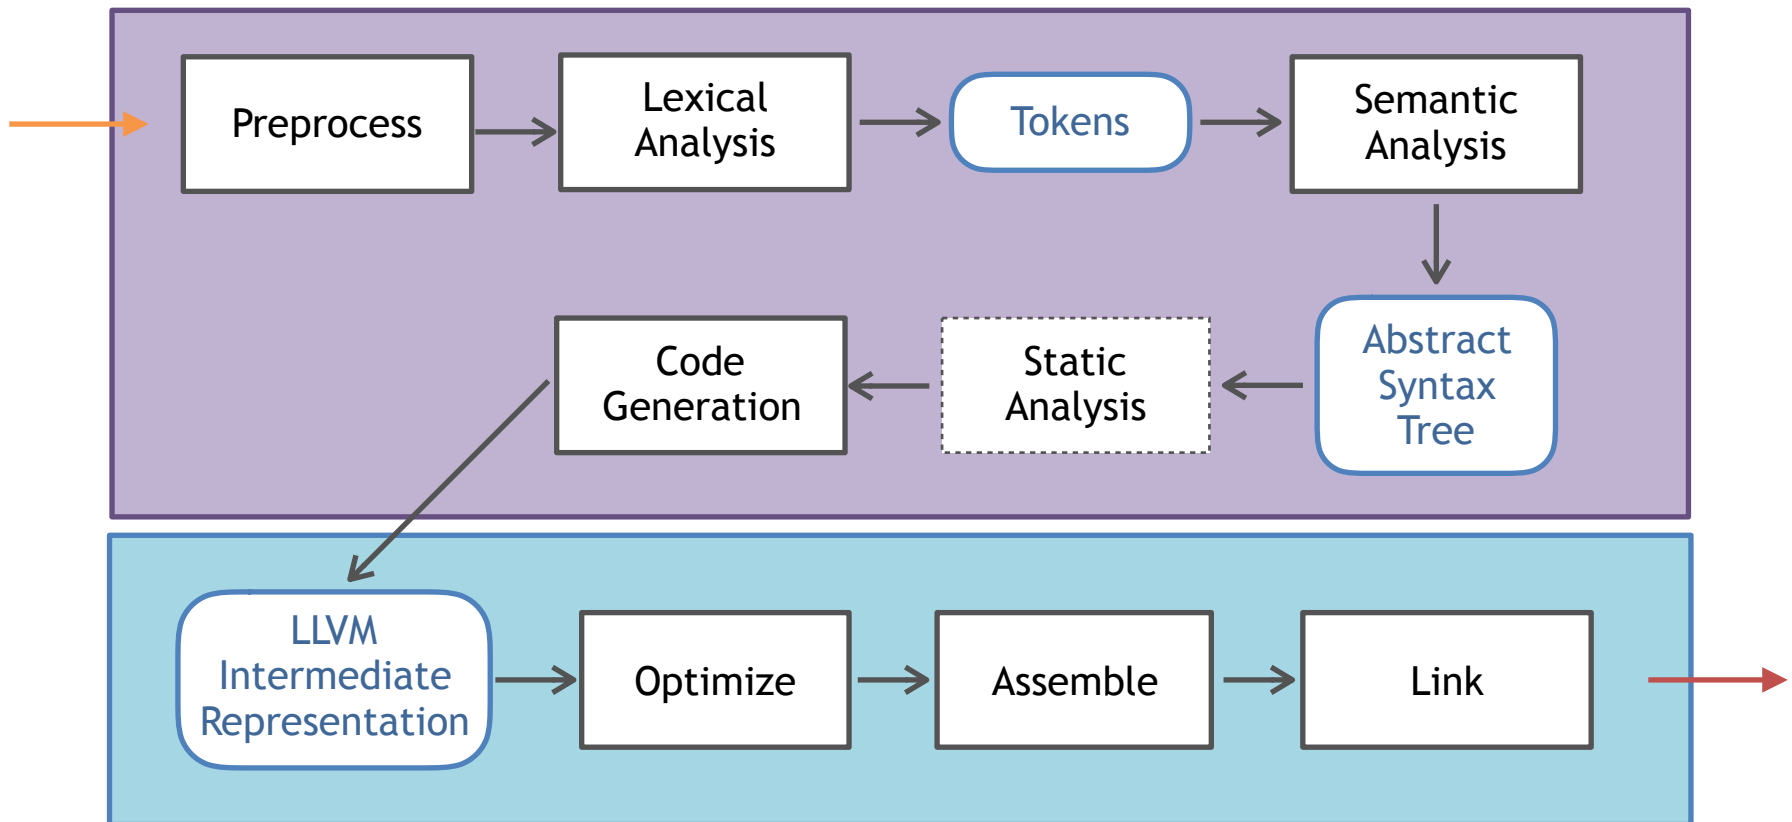 Preprocess
Lexical
Analysis
Tokens
Semantic
Analysis
Code
Generation
Static
Analysis
Abstract
Syntax
Tree
LLVM
Intermediate
Representation
Optimize
Assemble
Link